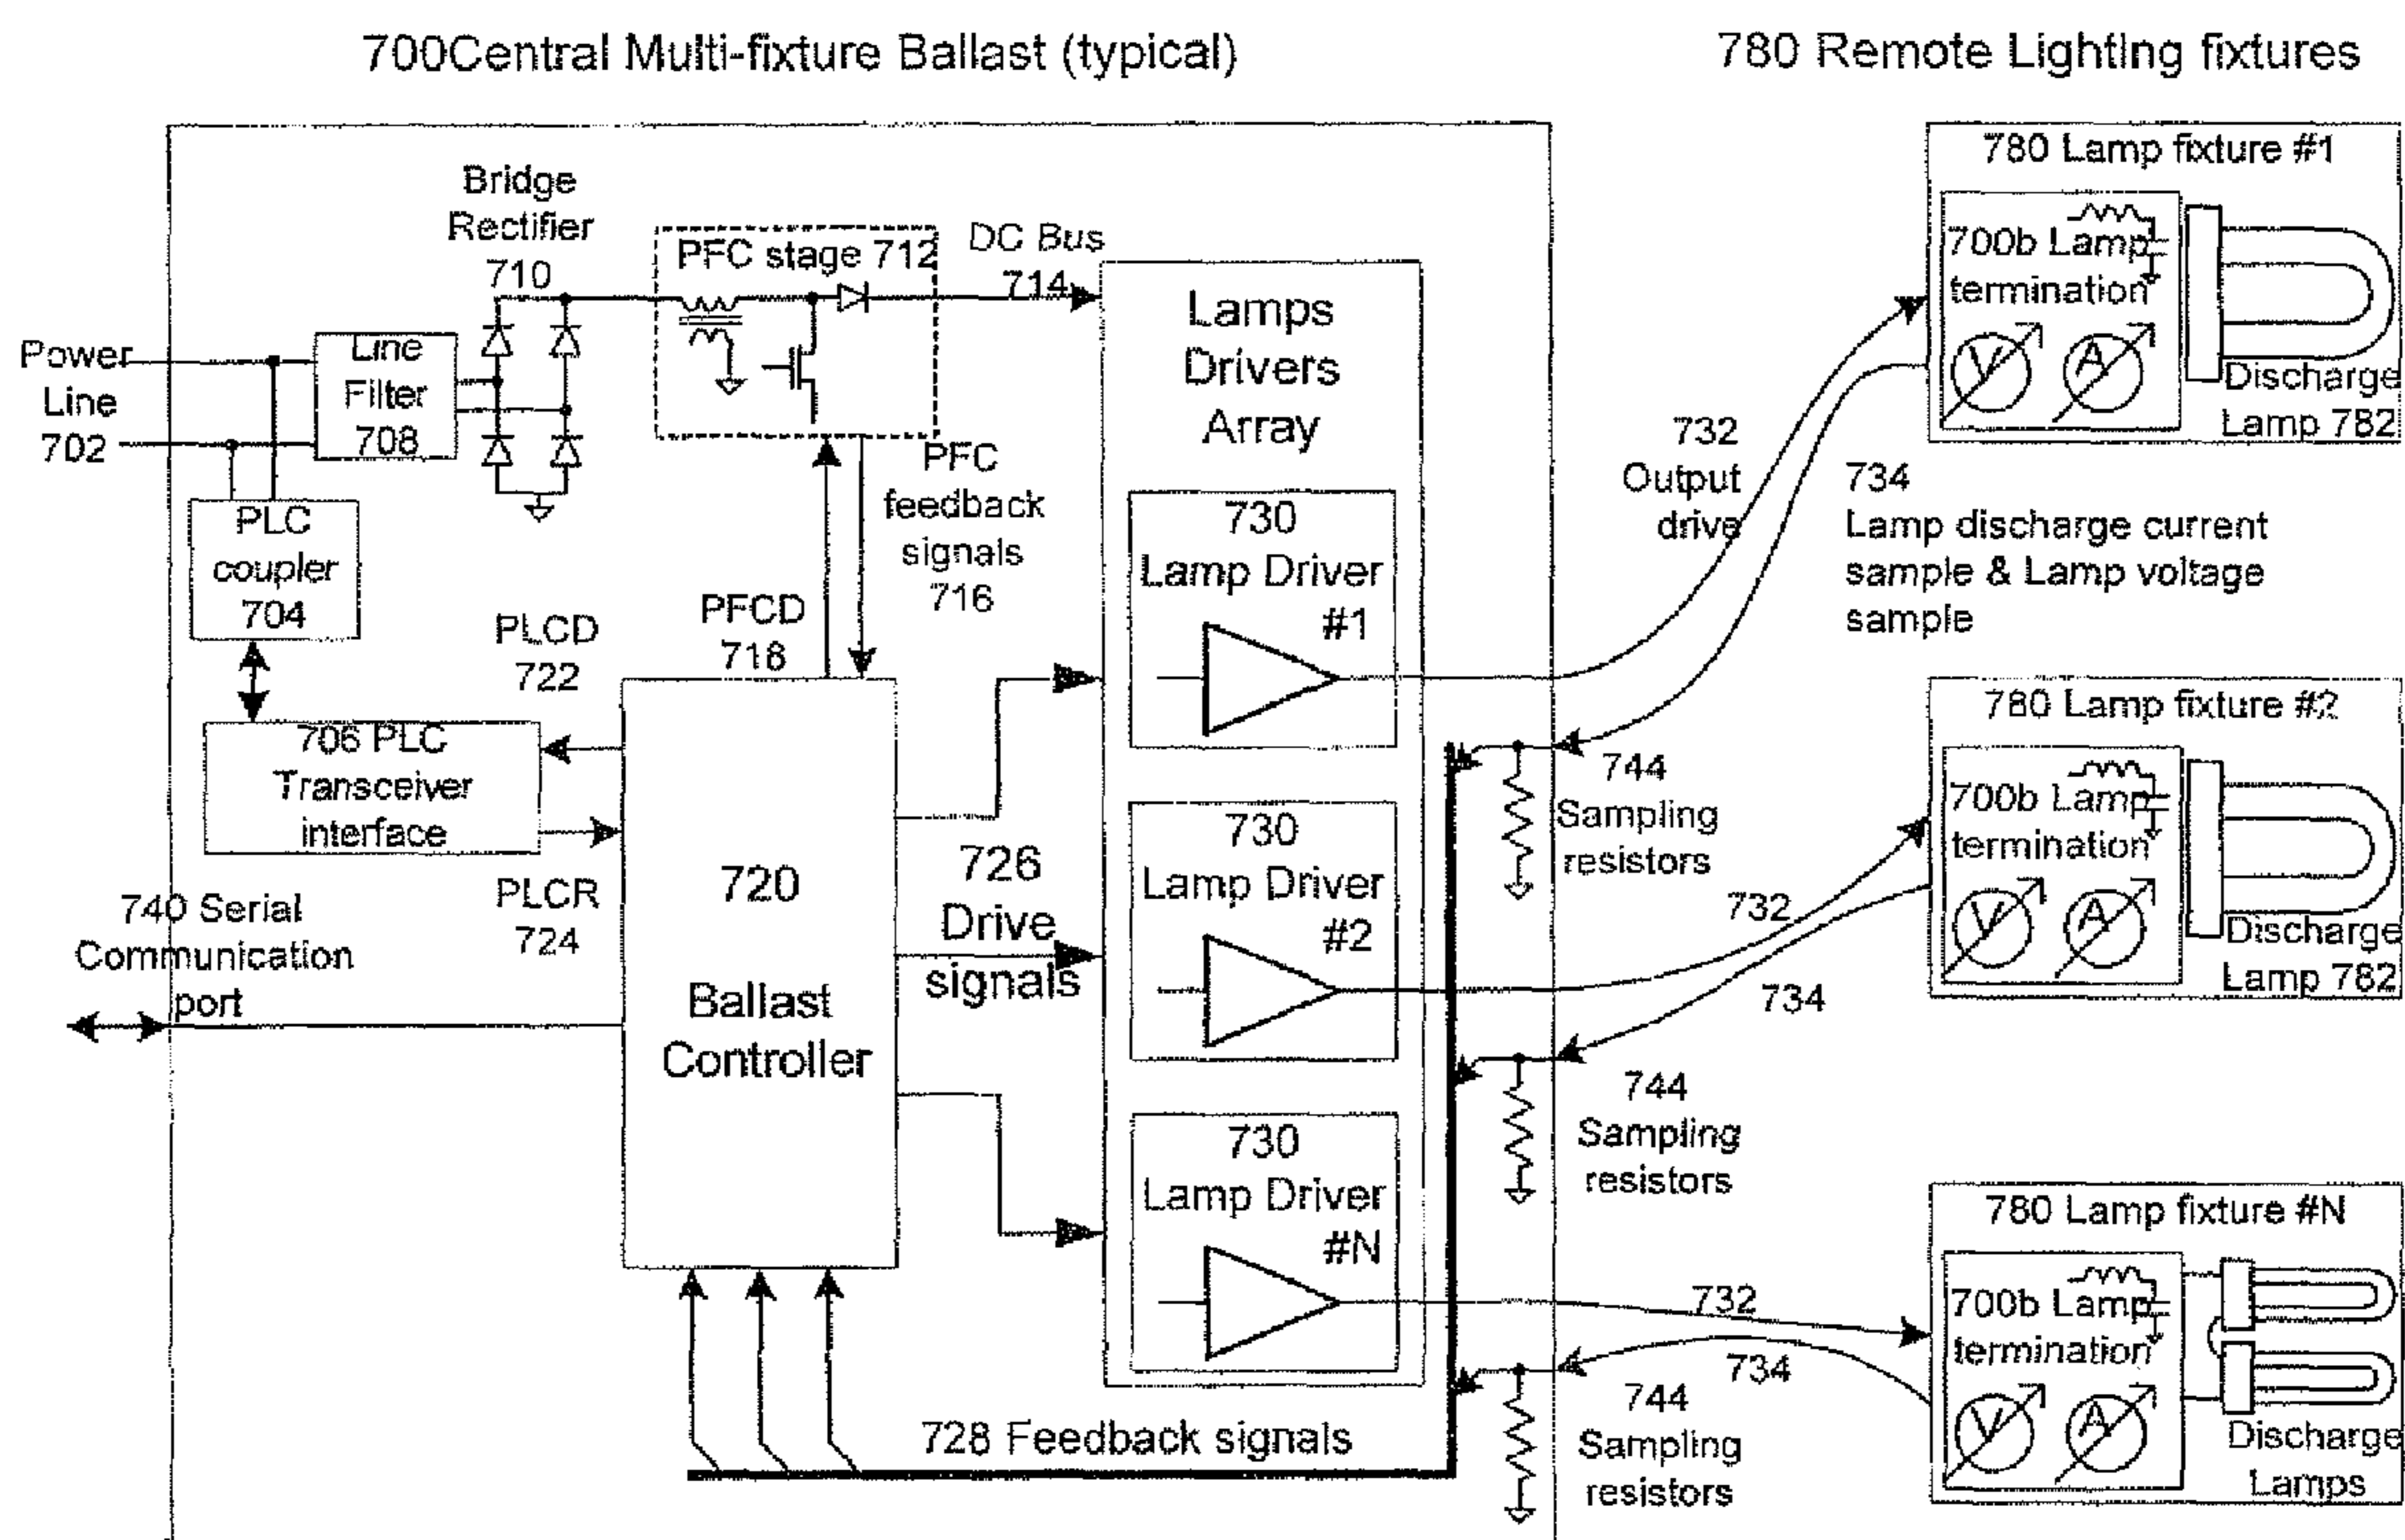 700Central Multi-fixture Ballast (typical)
780 Remote Lighting fixtures
Bridge
Rectifier
710
PFC stage 712
DC Bus
714
Power
Line
702
Line
Filter
708
PLC
coupler
704
PFC
feedback
signals
716
PFCD
718
PLCD
722
706 PLC
Transceiver
interface
PLCR
724
740 Serial
Communication
port
720
Ballast
Controller
726
Drive
signals
Lamps
Drivers
Array
730
Lamp Driver
#1
730
Lamp Driver
#2
730
Lamp Driver
#N
728 Feedback signals
732
Output
drive
734
Lamp discharge current
sample & Lamp voltage
sample
744
Sampling
resistors
732
734
744
Sampling
resistors
732
734
744
Sampling
resistors
780 Lamp fixture #1
700b Lamp
termination
V
A
Discharge
Lamp 782
780 Lamp fixture #2
700b Lamp
termination
V
A
Discharge
Lamp 782
780 Lamp fixture #N
700b Lamp
termination
V
A
Discharge
Lamps